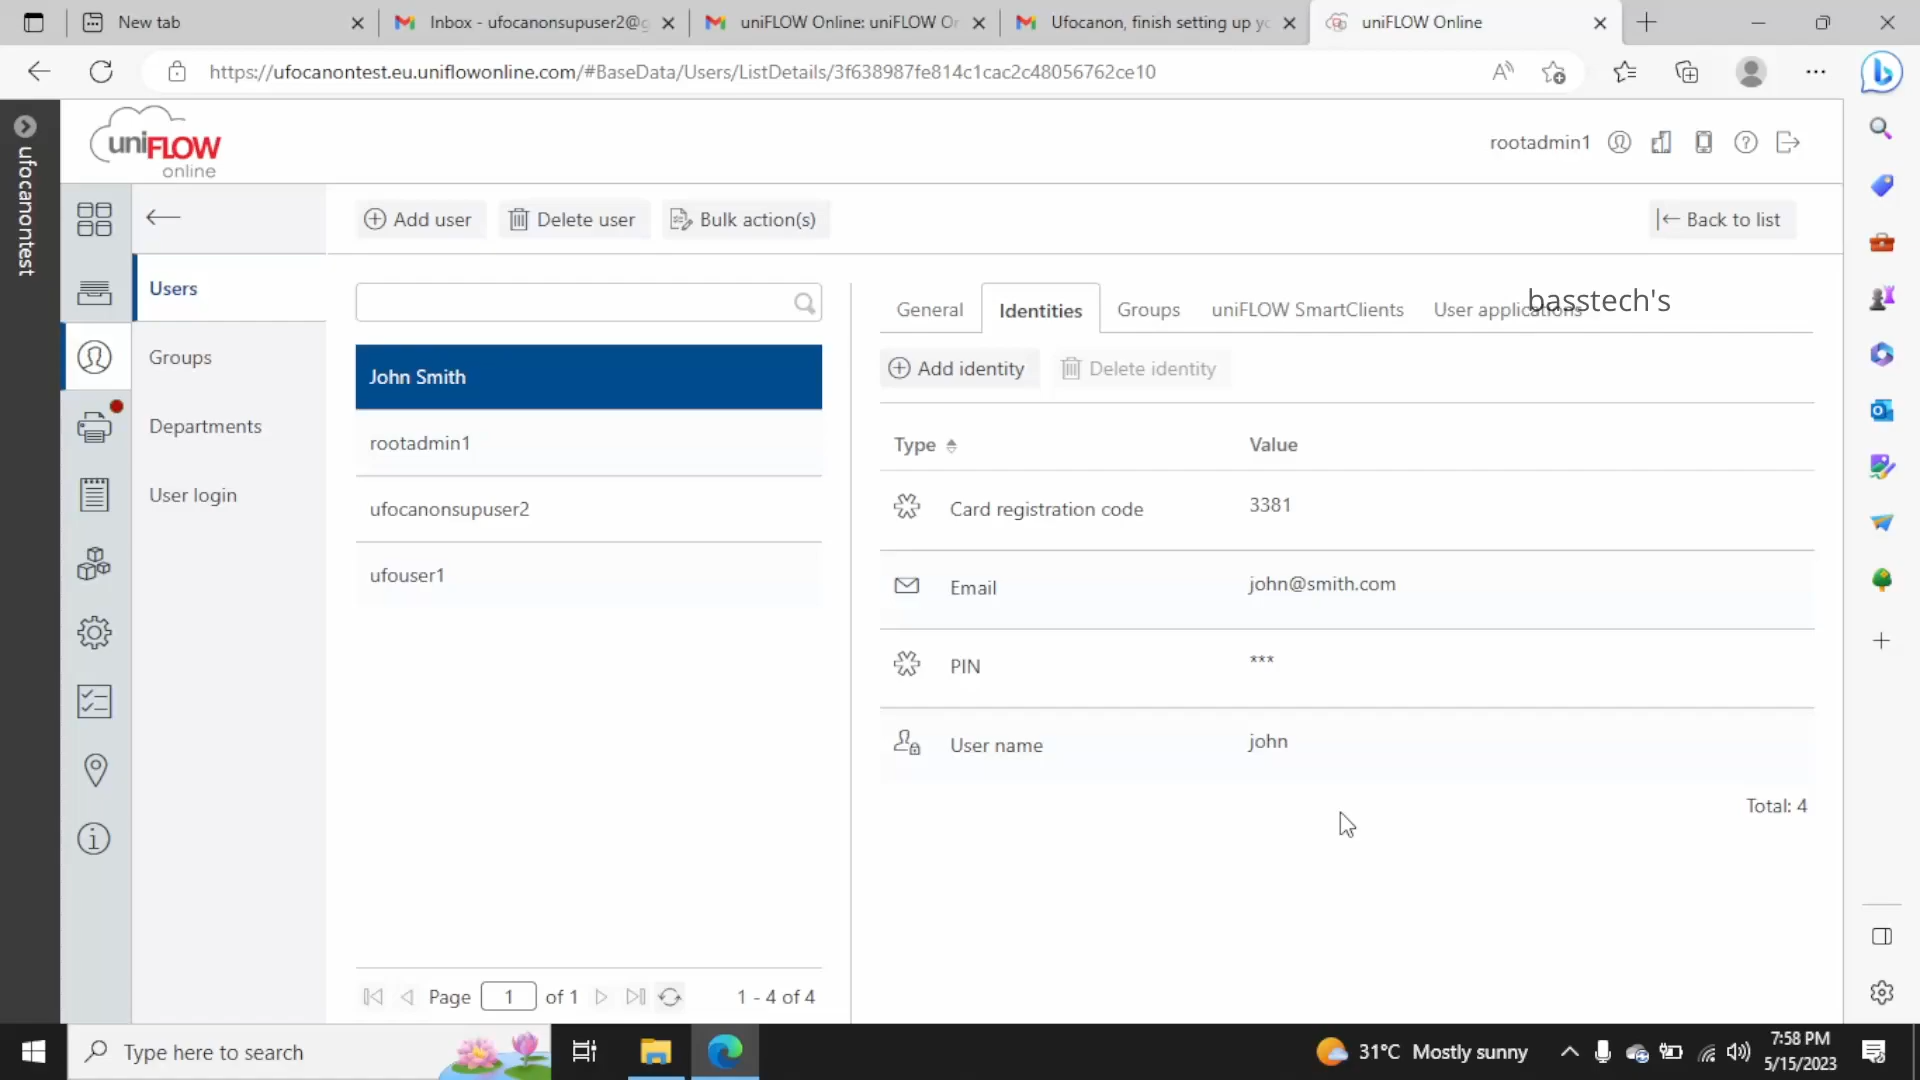 New tab
Inbox - ufocanonsupuser2@g
uniFLOW Online: uniFLOW Or
Ufocanon, finish setting up yo
uniFLOW Online
https://ufocanontest.eu.uniflowonline.com/#BaseData/Users/ListDetails/3f638987fe814c1cac2c48056762ce10
ufocanontest
uniFLOW
online
rootadmin1
Add user
Delete user
Bulk action(s)
Back to list
Users
Groups
Departments
User login
John Smith
rootadmin1
ufocanonsupuser2
ufouser1
Page 1 of 1
1 - 4 of 4
General
Identities
Groups
uniFLOW SmartClients
User applications
basstech's
Add identity
Delete identity
Type
Value
Card registration code
3381
Email
john@smith.com
PIN
***
User name
john
Total: 4
Type here to search
31°C Mostly sunny
7:58 PM
5/15/2023